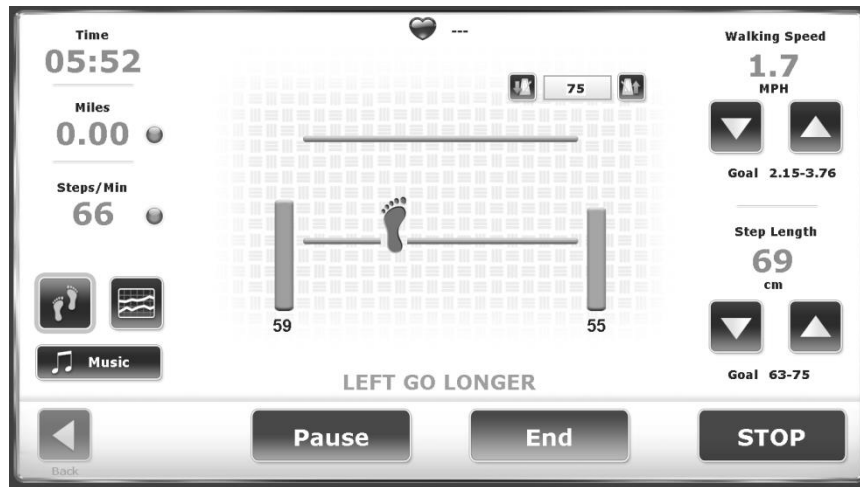 Time
05:52
Miles
0.00
Steps/Min
66
Music
---
75
59
55
LEFT GO LONGER
Walking Speed
1.7
MPH
Goal 2.15-3.76
Step Length
69
cm
Goal 63-75
Back
Pause
End
STOP